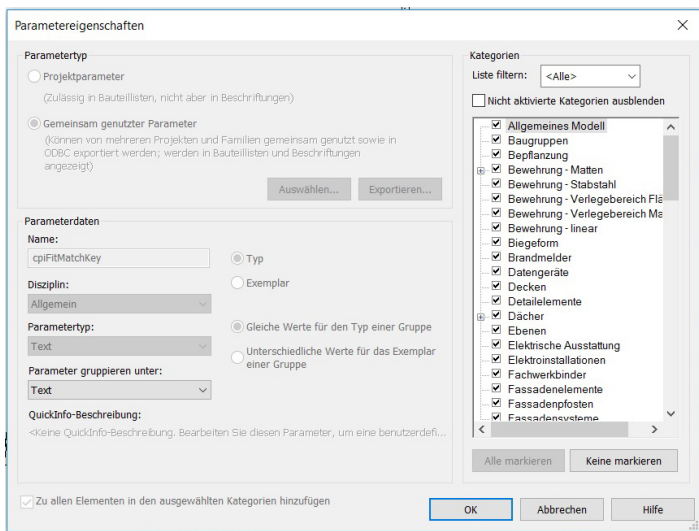 Parametereigenschaften
Parametertyp
Projektparameter
(Zulässig in Bauteillisten, nicht aber in Beschriftungen)
Gemeinsam genutzter Parameter
(Können von mehreren Projekten und Familien gemeinsam genutzt sowie in
ODBC exportiert werden; werden in Bauteillisten und Beschriftungen
angezeigt)
Auswählen... Exportieren...
Parameterdaten
Name:
cpiFitMatchKey
Typ
Disziplin:
Exemplar
Allgemein
Parametertyp:
Gleiche Werte für den Typ einer Gruppe
Text
Unterschiedliche Werte für das Exemplar
einer Gruppe
Parameter gruppieren unter:
Text
QuickInfo-Beschreibung:
<Keine QuickInfo-Beschreibung. Bearbeiten Sie diesen Parameter, um eine benutzerdefi...
Zu allen Elementen in den ausgewählten Kategorien hinzufügen
Kategorien
Liste filtern: <Alle>
Nicht aktivierte Kategorien ausblenden
Allgemeines Modell
Baugruppen
Bepflanzung
Bewehrung - Matten
Bewehrung - Stabstahl
Bewehrung - Verlegebereich Flä
Bewehrung - Verlegebereich Ma
Bewehrung - linear
Biegeform
Brandmelder
Datengeräte
Decken
Detailelemente
Dächer
Ebenen
Elektrische Ausstattung
Elektroinstallationen
Fachwerkbinder
Fassadenelemente
Fassadenpfosten
Fassadensysteme
Alle markieren Keine markieren
OK Abbrechen Hilfe